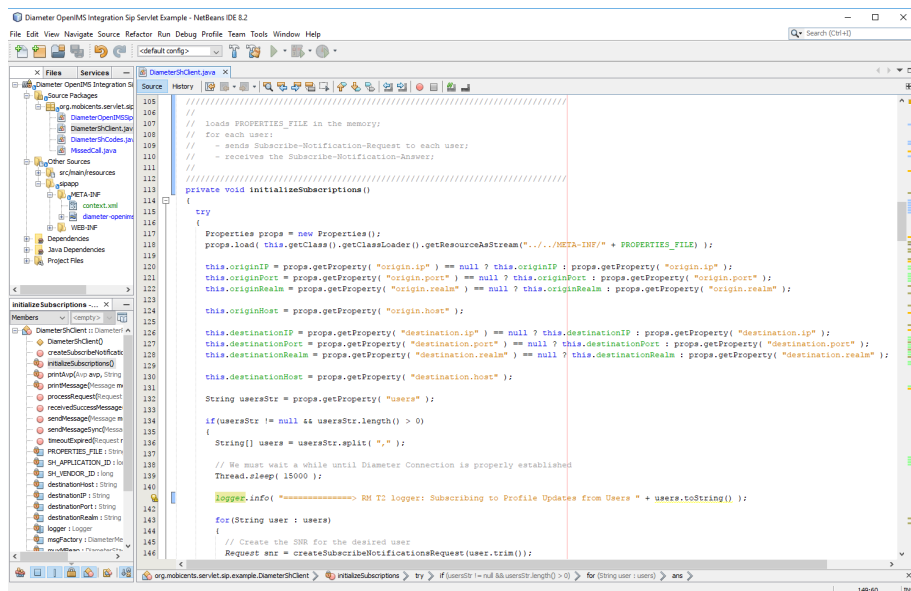 Diameter OpenIMS Integration Sip Servlet Example - NetBeans IDE 8.2
File Edit View Navigate Source Refactor Run Debug Profile Team Tools Window Help
Search (Ctrl+I)
<default config>
Files Services
Diameter OpenIMS Integration Si
Source Packages
org.mobicents.servlet.sip
DiameterOpenIMSSip
DiameterShClient.jav
DiameterShCodes.jav
MissedCall.java
Other Sources
src/main/resources
sipapp
META-INF
context.xml
diameter-openims
WEB-INF
Dependencies
Java Dependencies
Project Files
initializeSubscriptions -...
Members <empty>
DiameterShClient :: DiameterI
DiameterShClient()
createSubscribeNotificatio
initializeSubscriptions()
printAvp(Avp avp, String
printMessage(Message me
processRequest(Request
receivedSuccessMessage
sendMessage(Message m
sendMessageSync(Messa
timeoutExpired(Request r
PROPERTIES_FILE : String
SH_APPLICATION_ID : lo
SH_VENDOR_ID : long
destinationHost : String
destinationIP : String
destinationPort : String
destinationRealm : String
logger : Logger
msgFactory : DiameterMe
muxMBean : DiameterSta
DiameterShClient.java
Source History
105 ////////////////////////////////////////////////////////////////////////////
106 //
107 // loads PROPERTIES_FILE in the memory;
108 // for each user:
109 // - sends Subscribe-Notification-Request to each user;
110 // - receives the Subscribe-Notification-Answer;
111 //
112 ////////////////////////////////////////////////////////////////////////////
113 private void initializeSubscriptions()
114 {
115 try
116 {
117 Properties props = new Properties();
118 props.load( this.getClass().getClassLoader().getResourceAsStream("../../META-INF/" + PROPERTIES_FILE) );
119
120 this.originIP = props.getProperty( "origin.ip" ) == null ? this.originIP : props.getProperty( "origin.ip" );
121 this.originPort = props.getProperty( "origin.port" ) == null ? this.originPort : props.getProperty( "origin.port" );
122 this.originRealm = props.getProperty( "origin.realm" ) == null ? this.originRealm : props.getProperty( "origin.realm" );
123
124 this.originHost = props.getProperty( "origin.host" );
125
126 this.destinationIP = props.getProperty( "destination.ip" ) == null ? this.destinationIP : props.getProperty( "destination.ip" );
127 this.destinationPort = props.getProperty( "destination.port" ) == null ? this.destinationPort : props.getProperty( "destination.port" );
128 this.destinationRealm = props.getProperty( "destination.realm" ) == null ? this.destinationRealm : props.getProperty( "destination.realm" );
129
130 this.destinationHost = props.getProperty( "destination.host" );
131
132 String usersStr = props.getProperty( "users" );
133
134 if(usersStr != null && usersStr.length() > 0)
135 {
136 String[] users = usersStr.split( "," );
137
138 // We must wait a while until Diameter Connection is properly established
139 Thread.sleep( 15000 );
140
logger.info( "==============> RM T2 logger: Subscribing to Profile Updates from Users " + users.toString() );
142
143 for(String user : users)
144 {
145 // Create the SNR for the desired user
146 Request snr = createSubscribeNotificationsRequest(user.trim());
org.mobicents.servlet.sip.example.DiameterShClient initializeSubscriptions try if (usersStr != null && usersStr.length() > 0) for (String user : users) ans
149:60 IN